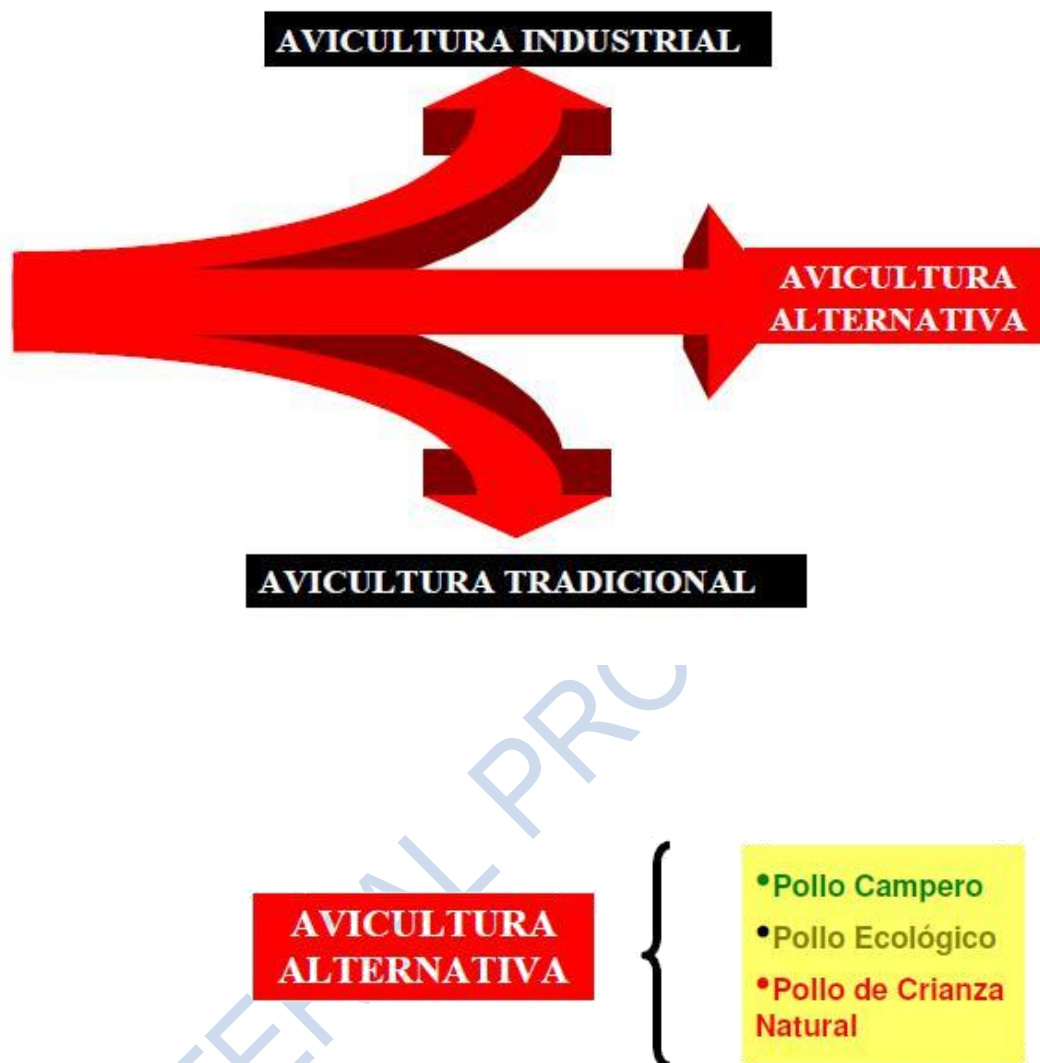 AVICULTURA INDUSTRIAL
AVICULTURA
ALTERNATIVA
AVICULTURA TRADICIONAL
AVICULTURA
ALTERNATIVA
•Pollo Campero
•Pollo Ecológico
•Pollo de Crianza
Natural